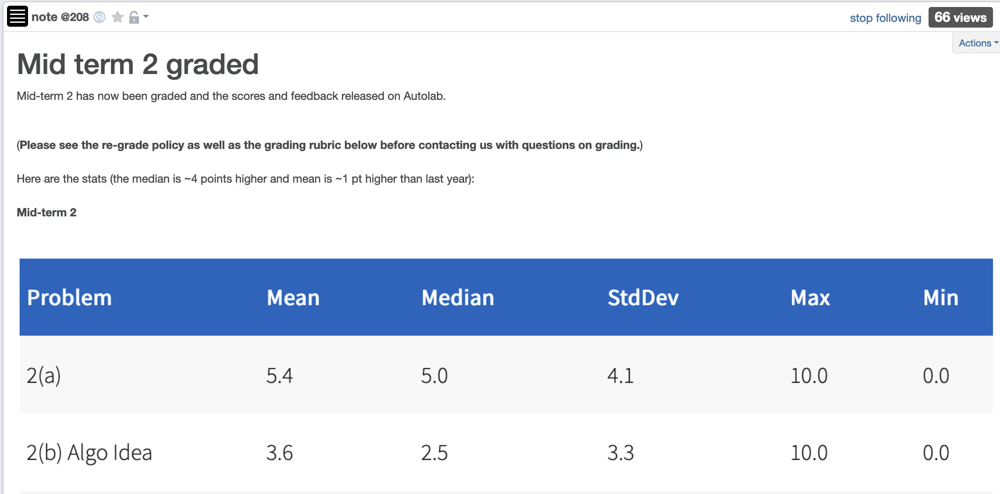 note @208
stop following
66 views
Actions
Mid term 2 graded
Mid-term 2 has now been graded and the scores and feedback released on Autolab.
(Please see the re-grade policy as well as the grading rubric below before contacting us with questions on grading.)
Here are the stats (the median is ~4 points higher and mean is ~1 pt higher than last year):
Mid-term 2
Problem Mean Median StdDev Max Min
2(a) 5.4 5.0 4.1 10.0 0.0
2(b) Algo Idea 3.6 2.5 3.3 10.0 0.0